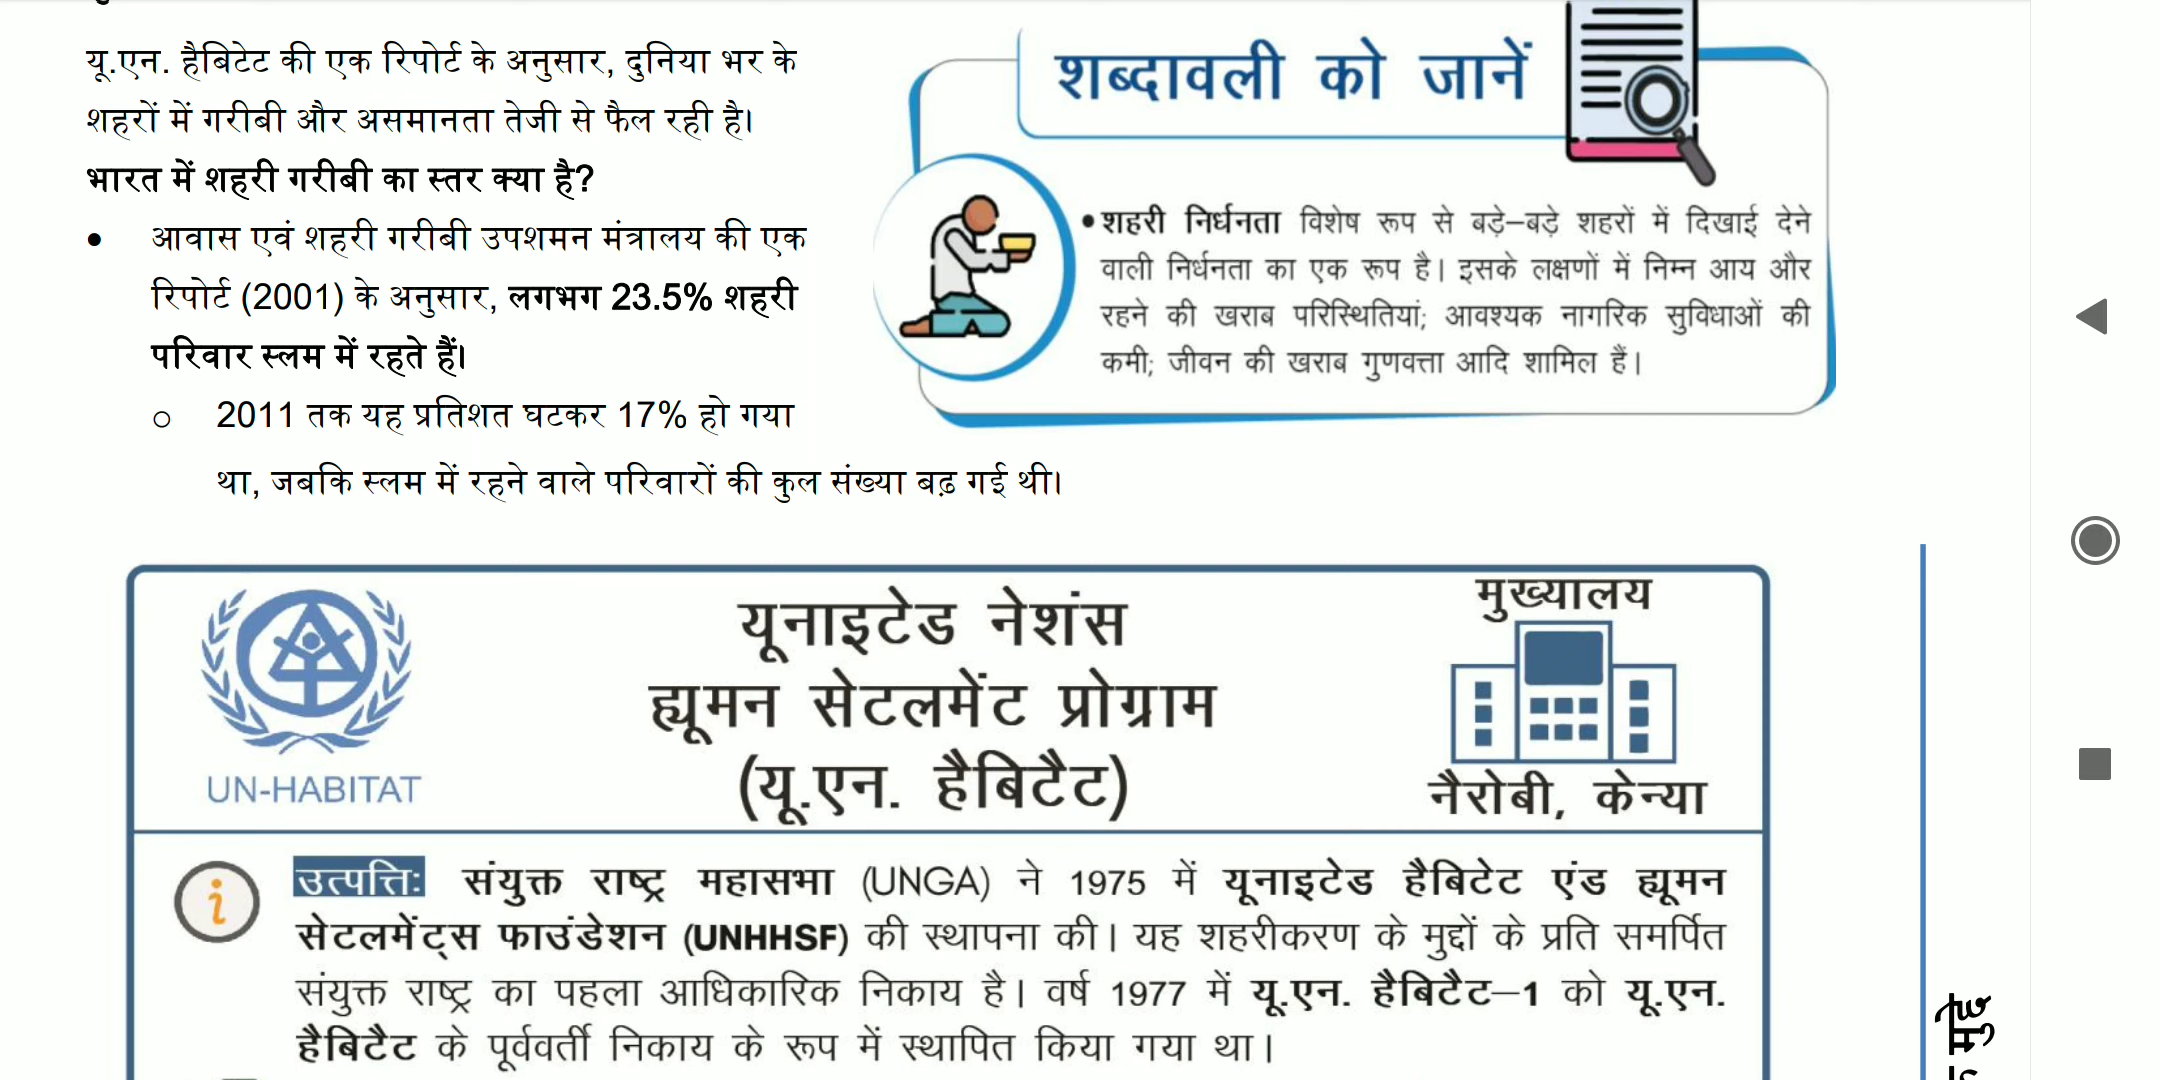 यू.एन. हैबिटेट की एक रिपोर्ट के अनुसार, दुनिया भर के
शहरों में गरीबी और असमानता तेजी से फैल रही है।
भारत में शहरी गरीबी का स्तर क्या है?
● आवास एवं शहरी गरीबी उपशमन मंत्रालय की एक
रिपोर्ट (2001) के अनुसार, लगभग 23.5% शहरी
परिवार स्लम में रहते हैं।
○ 2011 तक यह प्रतिशत घटकर 17% हो गया
था, जबकि स्लम में रहने वाले परिवारों की कुल संख्या बढ़ गई थी।
शब्दावली को जानें
• शहरी निर्धनता विशेष रूप से बड़े–बड़े शहरों में दिखाई देने
वाली निर्धनता का एक रूप है। इसके लक्षणों में निम्न आय और
रहने की खराब परिस्थितियां; आवश्यक नागरिक सुविधाओं की
कमी; जीवन की खराब गुणवत्ता आदि शामिल हैं।
UN-HABITAT
यूनाइटेड नेशंस
ह्यूमन सेटलमेंट प्रोग्राम
(यू.एन. हैबिटैट)
मुख्यालय
नैरोबी, केन्या
उत्पत्तिः संयुक्त राष्ट्र महासभा (UNGA) ने 1975 में यूनाइटेड हैबिटेट एंड ह्यूमन
सेटलमेंट्स फाउंडेशन (UNHHSF) की स्थापना की। यह शहरीकरण के मुद्दों के प्रति समर्पित
संयुक्त राष्ट्र का पहला आधिकारिक निकाय है। वर्ष 1977 में यू.एन. हैबिटैट–1 को यू.एन.
हैबिटैट के पूर्ववर्ती निकाय के रूप में स्थापित किया गया था।